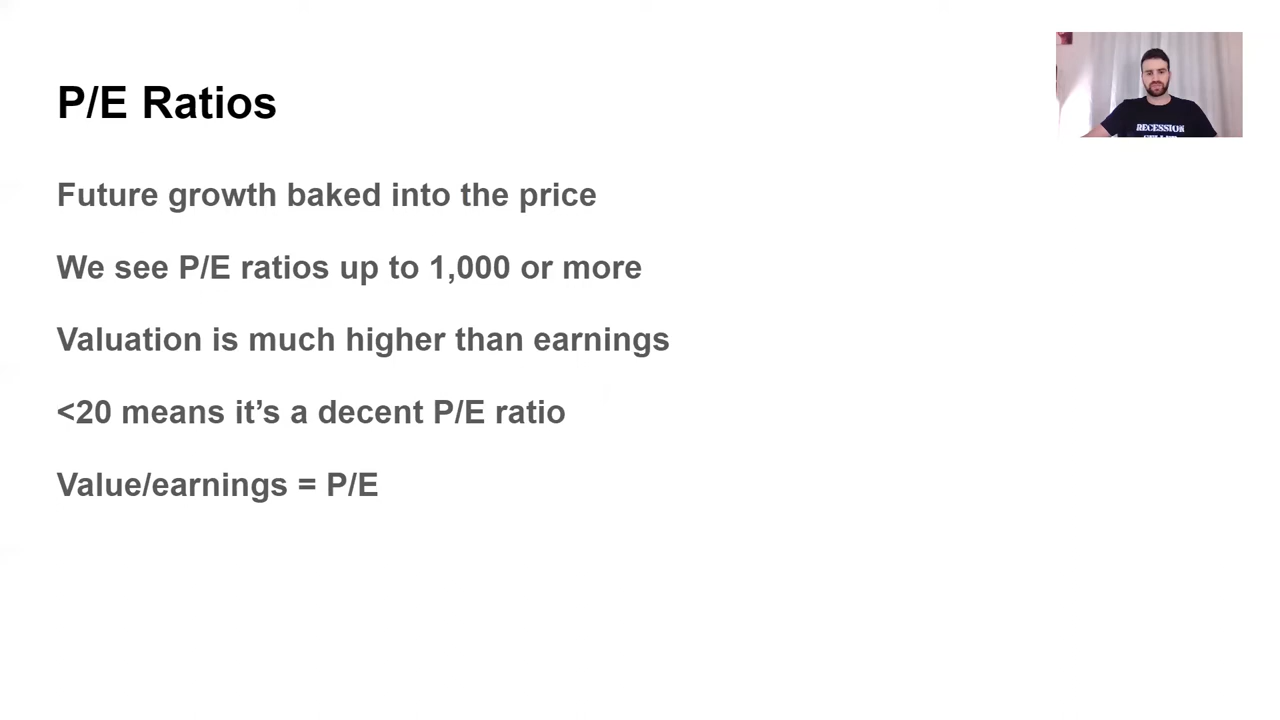 P/E Ratios
RECESSION
Future growth baked into the price
We see P/E ratios up to 1,000 or more
Valuation is much higher than earnings
<20 means it’s a decent P/E ratio
Value/earnings = P/E